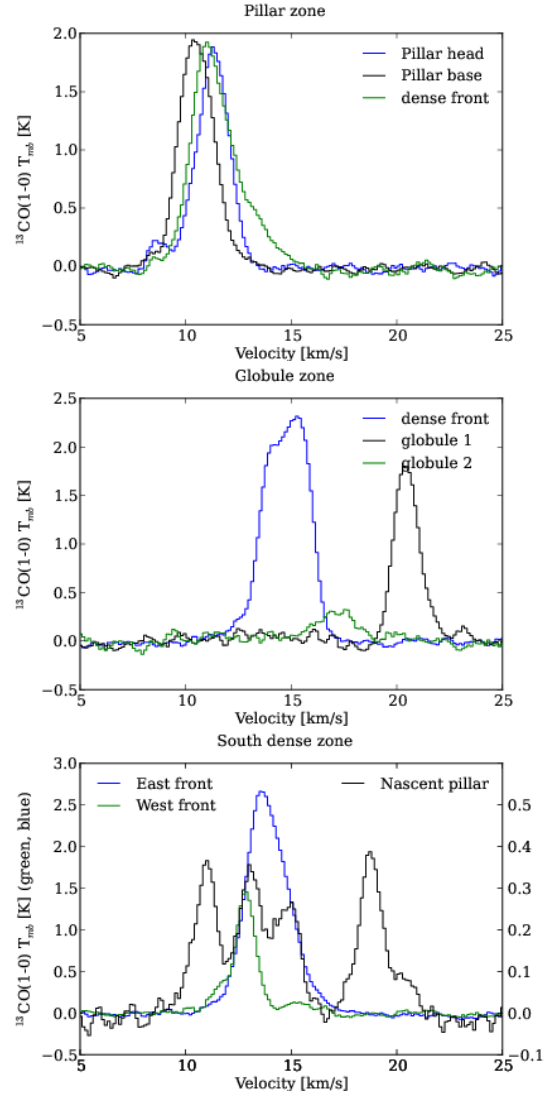 Pillar zone
2.0
1.5
1.0
0.5
0.0
−0.5
¹³CO(1-0) Tmb [K]
Pillar head
Pillar base
dense front
5 10 15 20 25
Velocity [km/s]
Globule zone
2.5
2.0
1.5
1.0
0.5
0.0
−0.5
¹³CO(1-0) Tmb [K]
dense front
globule 1
globule 2
5 10 15 20 25
Velocity [km/s]
South dense zone
3.0
2.5
2.0
1.5
1.0
0.5
0.0
−0.5
¹³CO(1-0) Tmb [K] (green, blue)
East front
West front
Nascent pillar
0.5
0.4
0.3
0.2
0.1
0.0
−0.1
5 10 15 20 25
Velocity [km/s]